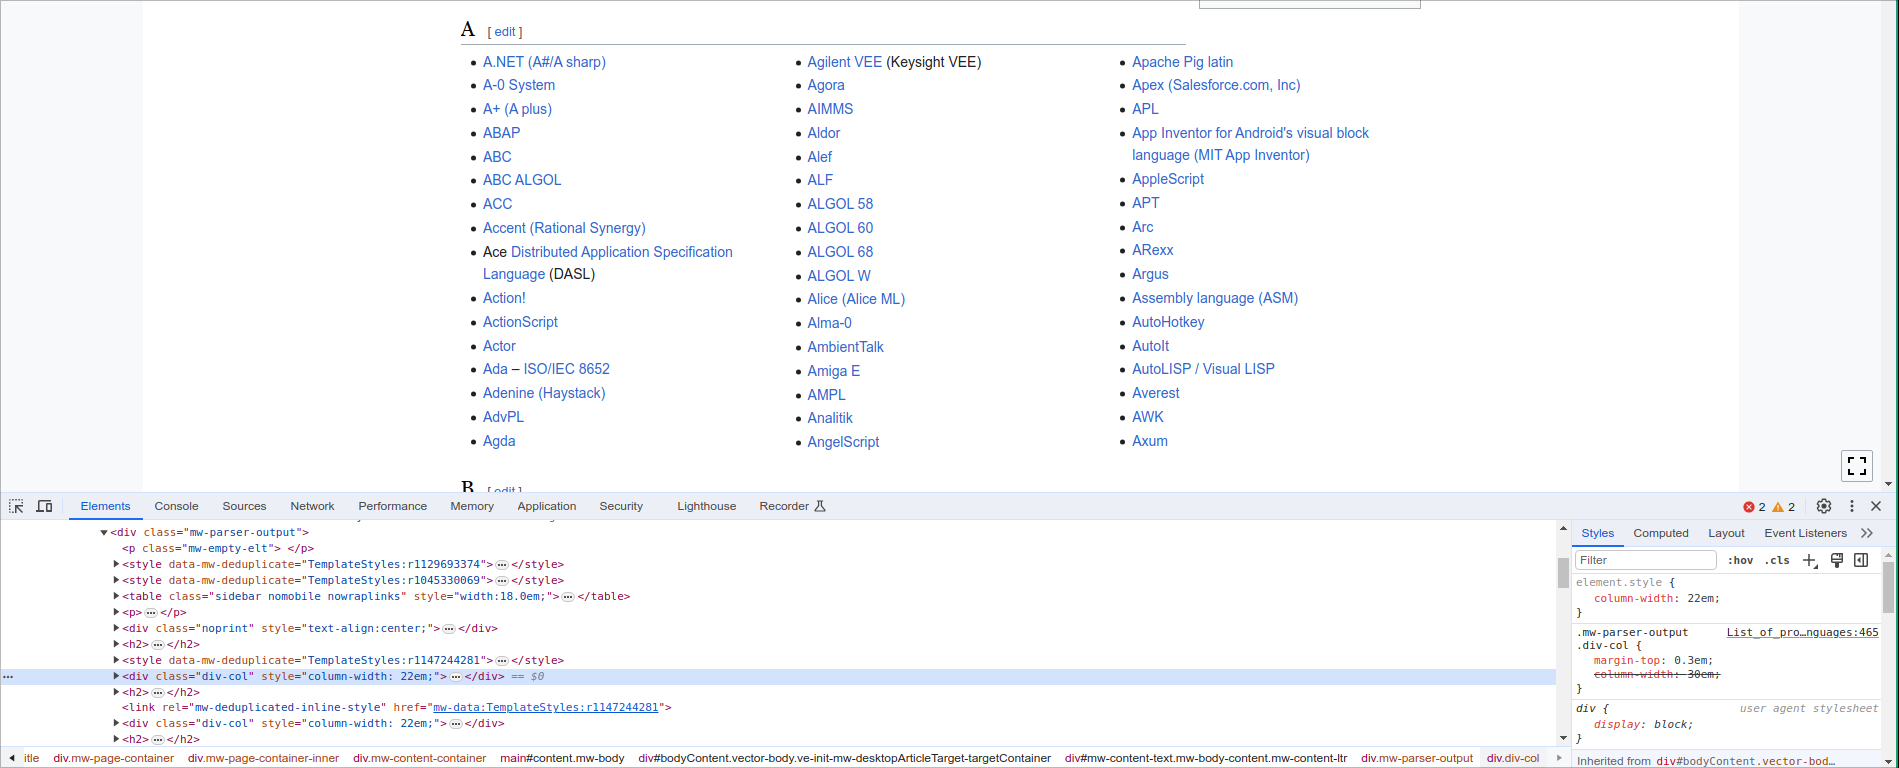 A [ edit ]
A.NET (A#/A sharp)
A-0 System
A+ (A plus)
ABAP
ABC
ABC ALGOL
ACC
Accent (Rational Synergy)
Ace Distributed Application Specification
Language (DASL)
Action!
ActionScript
Actor
Ada – ISO/IEC 8652
Adenine (Haystack)
AdvPL
Agda
Agilent VEE (Keysight VEE)
Agora
AIMMS
Aldor
Alef
ALF
ALGOL 58
ALGOL 60
ALGOL 68
ALGOL W
Alice (Alice ML)
Alma-0
AmbientTalk
Amiga E
AMPL
Analitik
AngelScript
Apache Pig latin
Apex (Salesforce.com, Inc)
APL
App Inventor for Android's visual block
language (MIT App Inventor)
AppleScript
APT
Arc
ARexx
Argus
Assembly language (ASM)
AutoHotkey
AutoIt
AutoLISP / Visual LISP
Averest
AWK
Axum
B [ edit ]
Elements Console Sources Network Performance Memory Application Security Lighthouse Recorder 2 2
<div class="mw-parser-output">
<p class="mw-empty-elt"> </p>
<style data-mw-deduplicate="TemplateStyles:r1129693374">…</style>
<style data-mw-deduplicate="TemplateStyles:r1045330069">…</style>
<table class="sidebar nomobile nowraplinks" style="width:18.0em;">…</table>
<p>…</p>
<div class="noprint" style="text-align:center;">…</div>
<h2>…</h2>
<style data-mw-deduplicate="TemplateStyles:r1147244281">…</style>
… <div class="div-col" style="column-width: 22em;">…</div> == $0
<h2>…</h2>
<link rel="mw-deduplicated-inline-style" href="mw-data:TemplateStyles:r1147244281">
<div class="div-col" style="column-width: 22em;">…</div>
<h2>…</h2>
itle div.mw-page-container div.mw-page-container-inner div.mw-content-container main#content.mw-body div#bodyContent.vector-body.ve-init-mw-desktopArticleTarget-targetContainer div#mw-content-text.mw-body-content.mw-content-ltr div.mw-parser-output div.div-col
Styles Computed Layout Event Listeners
Filter :hov .cls
element.style {
column-width: 22em;
}
.mw-parser-output List_of_pro…nguages:465
.div-col {
margin-top: 0.3em;
column-width: 30em;
}
div { user agent stylesheet
display: block;
}
Inherited from div#bodyContent.vector-bod…